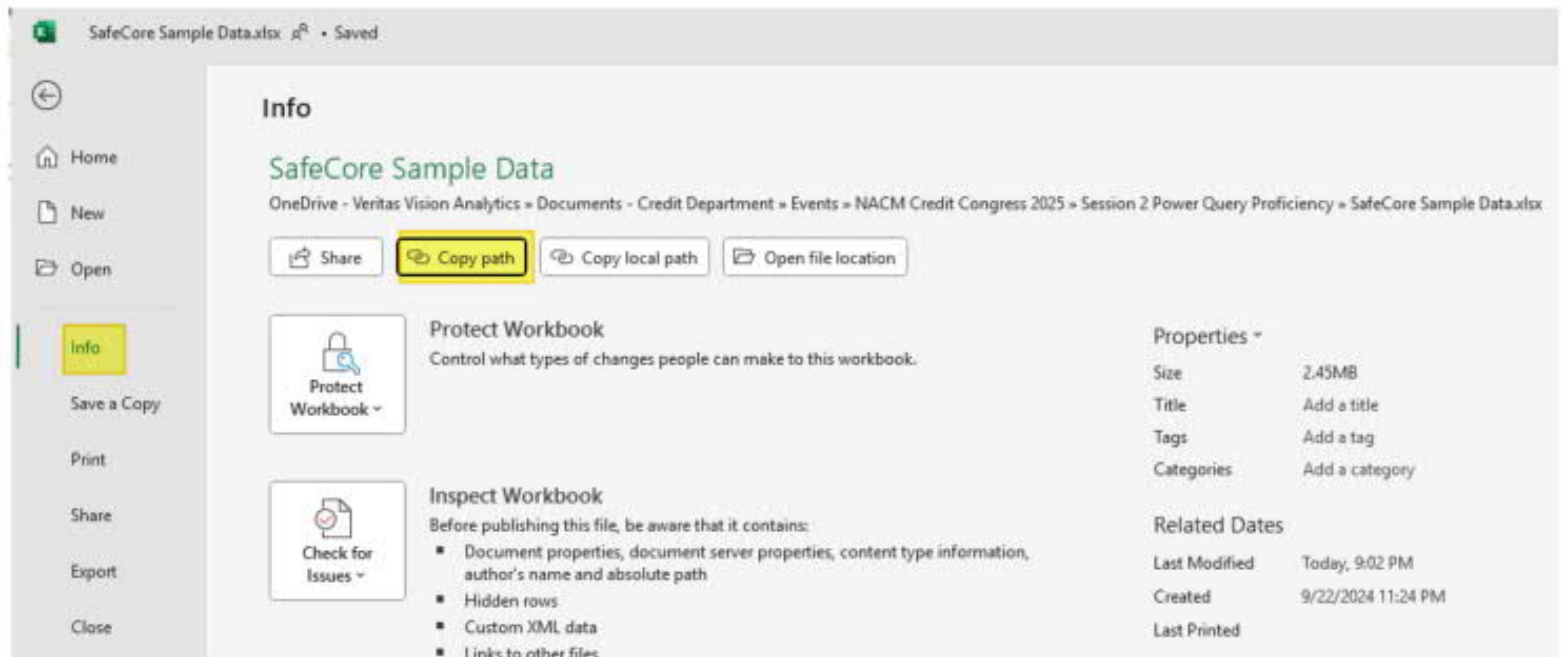 SafeCore Sample Data.xlsx • Saved
Info
Home
New
Open
Info
Save a Copy
Print
Share
Export
Close
SafeCore Sample Data
OneDrive - Veritas Vision Analytics » Documents - Credit Department » Events » NACM Credit Congress 2025 » Session 2 Power Query Proficiency » SafeCore Sample Data.xlsx
Share
Copy path
Copy local path
Open file location
Protect Workbook
Protect Workbook
Control what types of changes people can make to this workbook.
Check for Issues
Inspect Workbook
Before publishing this file, be aware that it contains:
▪ Document properties, document server properties, content type information,
author's name and absolute path
▪ Hidden rows
▪ Custom XML data
▪ Links to other files
Properties
Size 2.45MB
Title Add a title
Tags Add a tag
Categories Add a category
Related Dates
Last Modified Today, 9:02 PM
Created 9/22/2024 11:24 PM
Last Printed